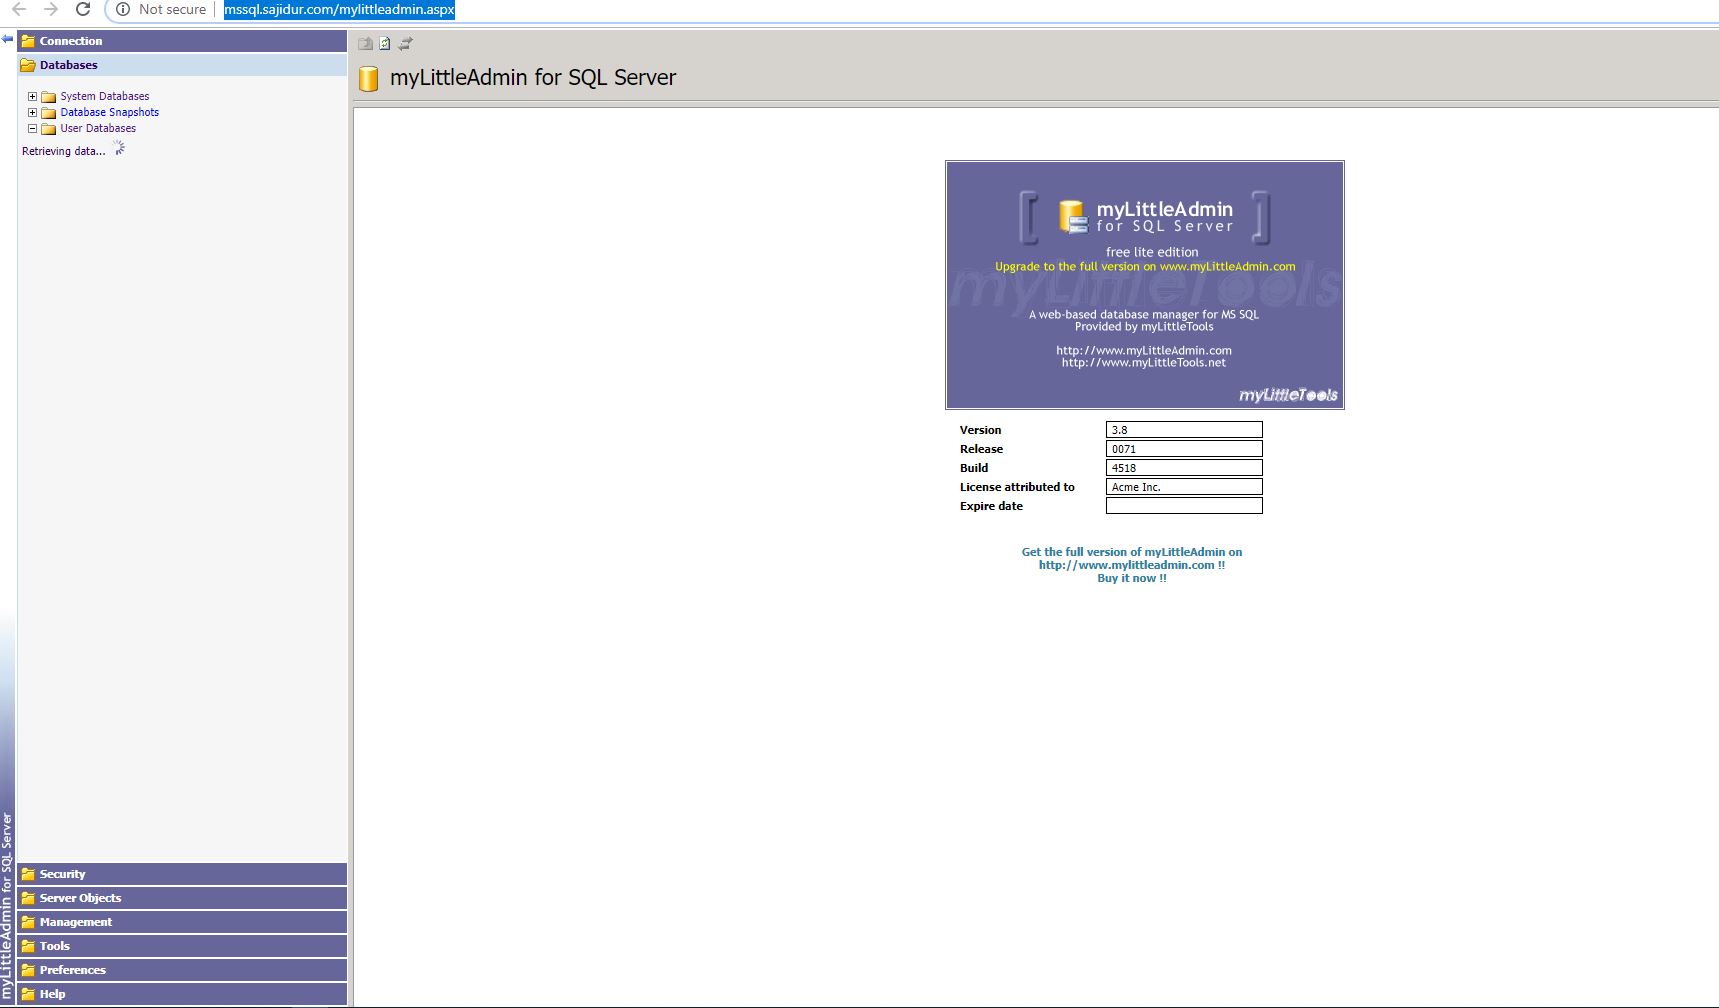 Not secure
mssql.sajidur.com/mylittleadmin.aspx
Connection
Databases
System Databases
Database Snapshots
User Databases
Retrieving data...
Security
Server Objects
Management
Tools
Preferences
Help
myLittleAdmin for SQL Server
myLittleAdmin for SQL Server
myLittleAdmin
for SQL Server
free lite edition
Upgrade to the full version on www.myLittleAdmin.com
myLittleTools
A web-based database manager for MS SQL
Provided by myLittleTools
http://www.myLittleAdmin.com
http://www.myLittleTools.net
myLittleTools
Version 3.8
Release 0071
Build 4518
License attributed to Acme Inc.
Expire date
Get the full version of myLittleAdmin on
http://www.mylittleadmin.com !!
Buy it now !!